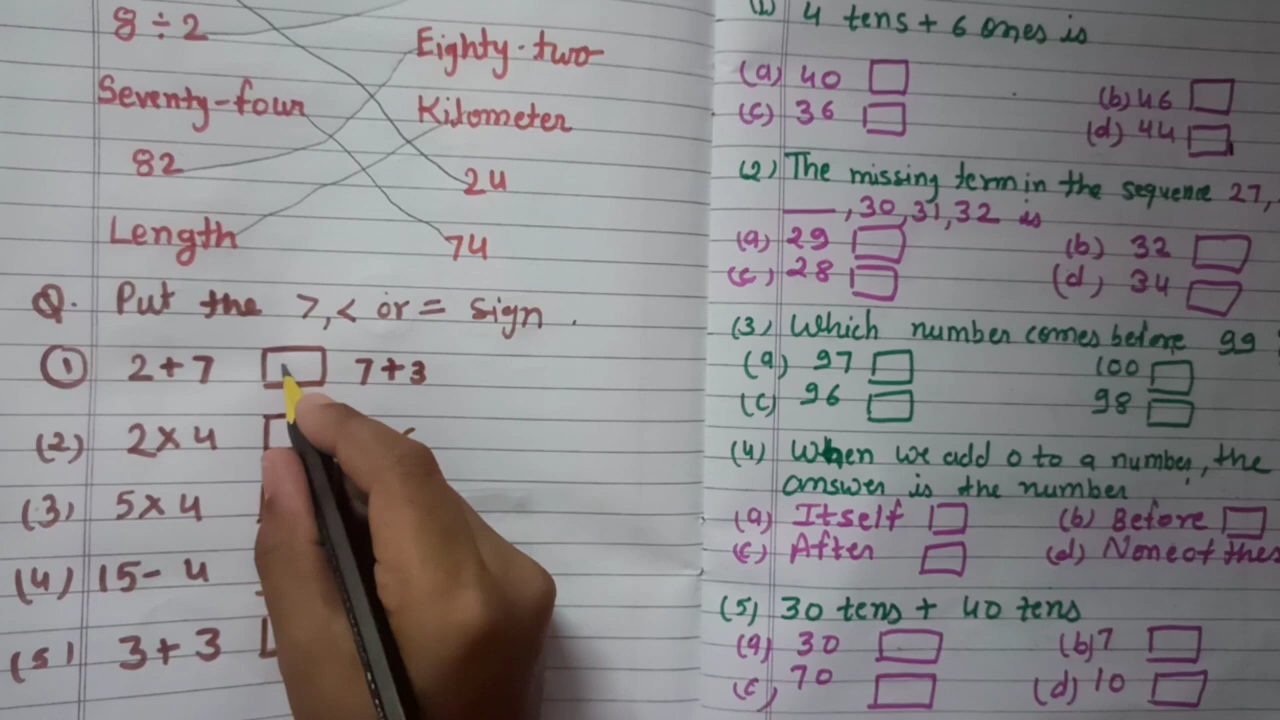 8 ÷ 2
Eighty-two
Seventy-four
Kilometer
82
24
Length
74
Q. Put the >, < or = sign .
① 2+7 7+3
(2) 2×4
(3) 5×4
(4) 15-4
(5) 3+3
(1) 4 tens + 6 ones is
(a) 40 (b) 46
(c) 36 (d) 44
(2) The missing term in the sequence 27,
__, 30, 31, 32 is
(a) 29 (b) 32
(c) 28 (d) 34
(3) Which number comes before 99
(a) 97 100
(c) 96 98
(4) When we add 0 to a number, the
answer is the number
(a) Itself (b) Before
(c) After (d) None of thes
(5) 30 tens + 40 tens
(a) 30 (b) 7
(c) 70 (d) 10